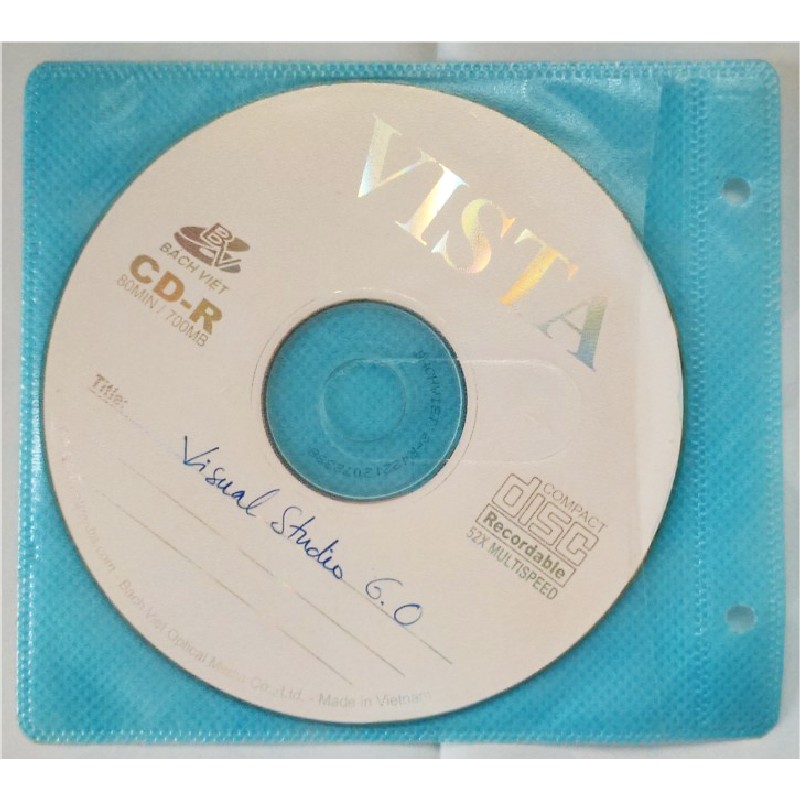 VISTA
BV
BACH VIET
CD-R
80MIN / 700MB
Title:
Visual Studio 6.0
COMPACT
disc
Recordable
52X MULTISPEED
Bach Viet Optical Media Co., Ltd. - Made in Vietnam